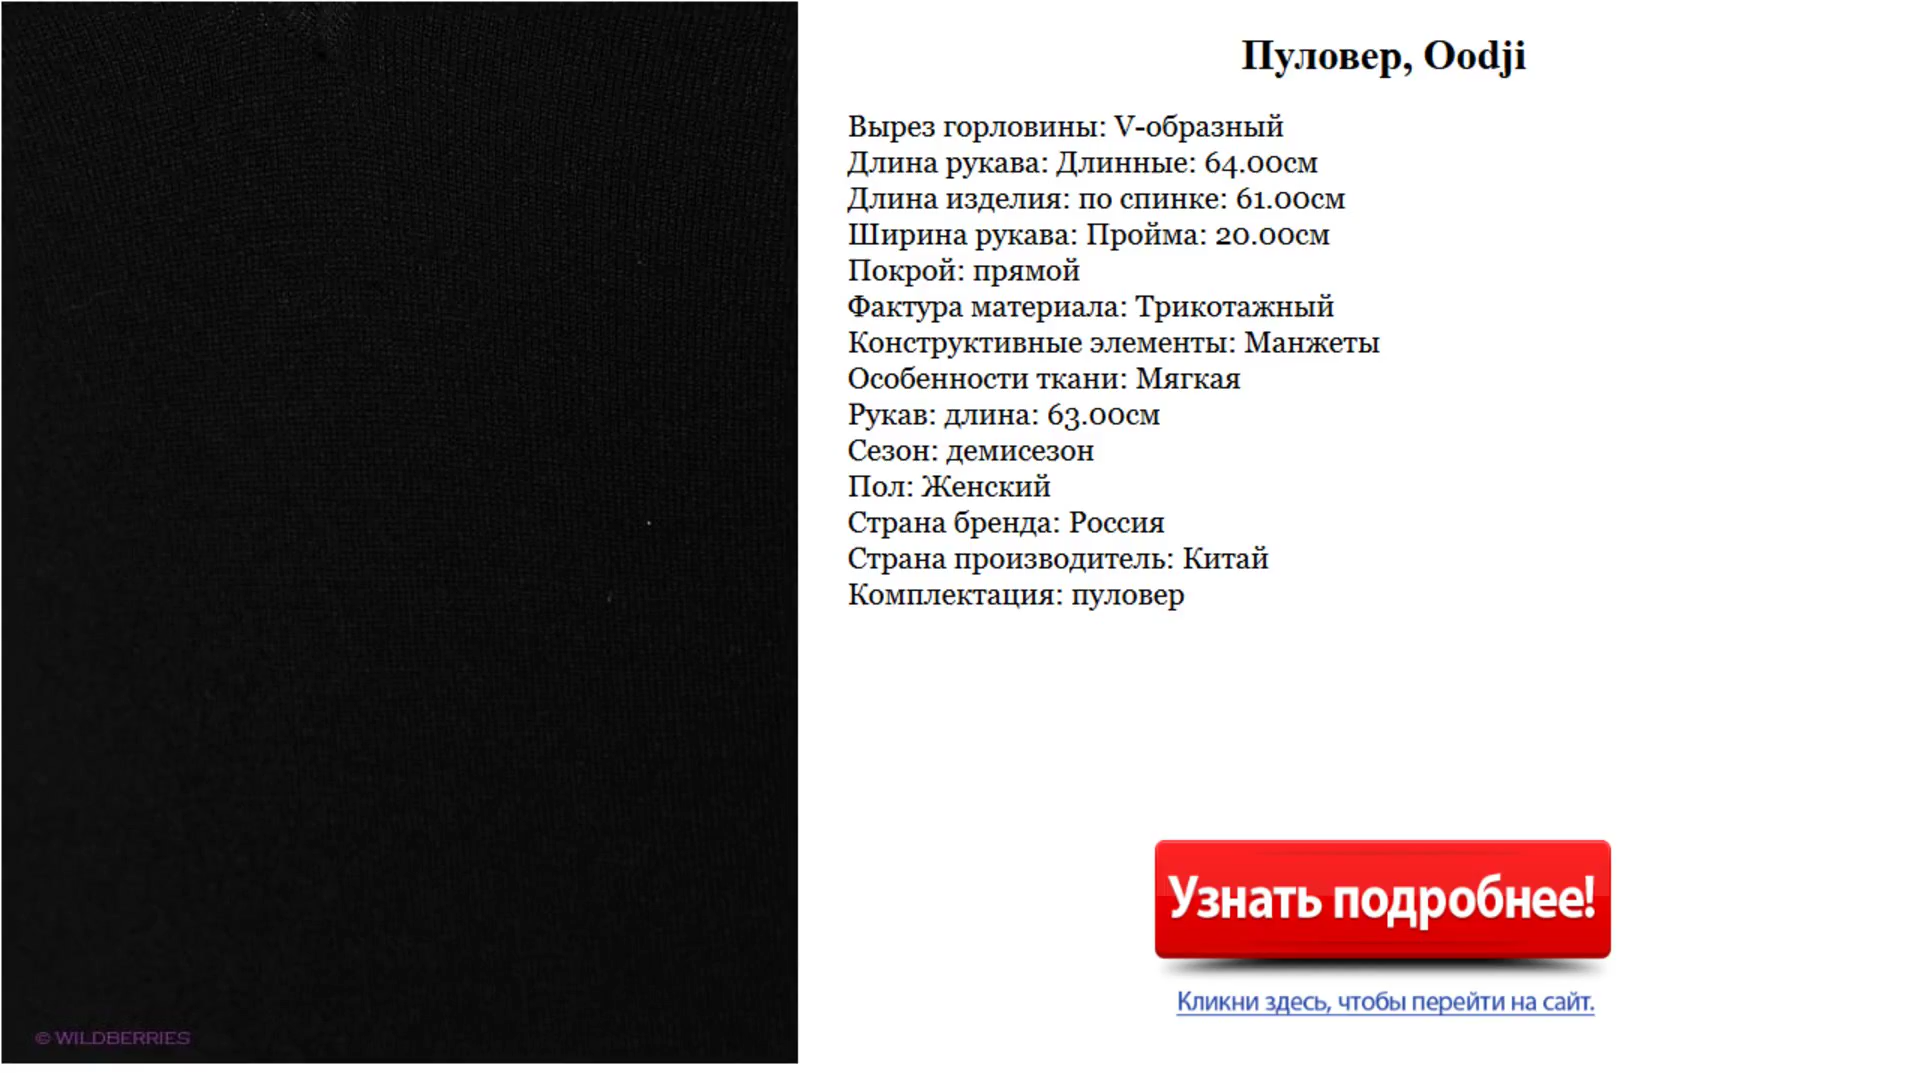 Пуловер, Oodji
Вырез горловины: V-образный
Длина рукава: Длинные: 64.00см
Длина изделия: по спинке: 61.00см
Ширина рукава: Пройма: 20.00см
Покрой: прямой
Фактура материала: Трикотажный
Конструктивные элементы: Манжеты
Особенности ткани: Мягкая
Рукав: длина: 63.00см
Сезон: демисезон
Пол: Женский
Страна бренда: Россия
Страна производитель: Китай
Комплектация: пуловер
Узнать подробнее!
Кликни здесь, чтобы перейти на сайт.
© WILDBERRIES